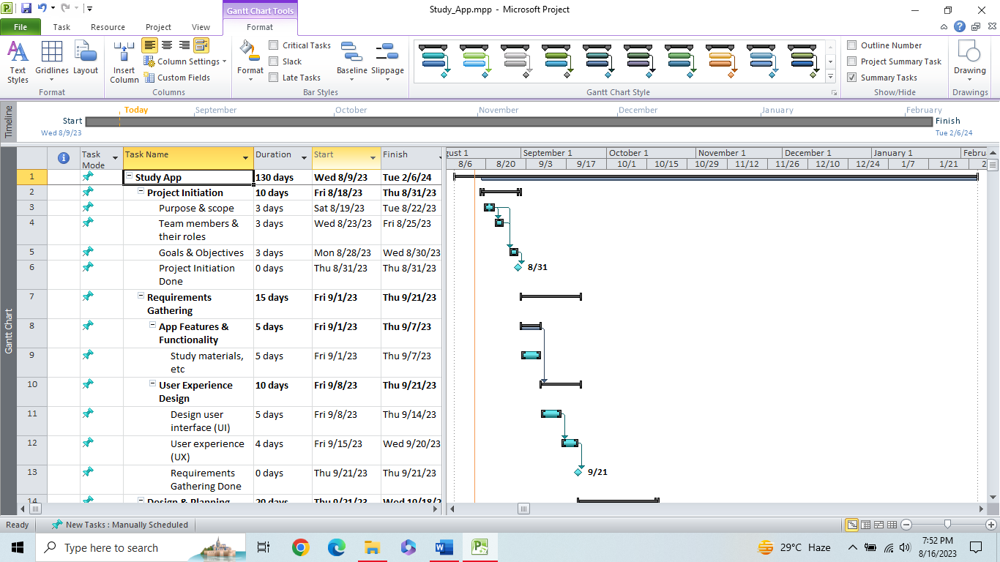 Gantt Chart Tools
Study_App.mpp - Microsoft Project
File
Task
Resource
Project
View
Format
Text Styles
Gridlines
Layout
Format
Insert Column
Column Settings
Custom Fields
Columns
Format
Critical Tasks
Slack
Late Tasks
Baseline
Slippage
Bar Styles
Gantt Chart Style
Outline Number
Project Summary Task
Summary Tasks
Show/Hide
Drawing
Drawings
Timeline
Today
September
October
November
December
January
February
Start
Wed 8/9/23
Finish
Tue 2/6/24
Gantt Chart
Task Mode
Task Name
Duration
Start
Finish
gust 1
September 1
October 1
November 1
December 1
January 1
Febru
8/6
8/20
9/3
9/17
10/1
10/15
10/29
11/12
11/26
12/10
12/24
1/7
1/21
2
1 Study App 130 days Wed 8/9/23 Tue 2/6/24
2 Project Initiation 10 days Fri 8/18/23 Thu 8/31/23
3 Purpose & scope 3 days Sat 8/19/23 Tue 8/22/23
4 Team members & 3 days Wed 8/23/23 Fri 8/25/23
their roles
5 Goals & Objectives 3 days Mon 8/28/23 Wed 8/30/23
6 Project Initiation 0 days Thu 8/31/23 Thu 8/31/23 8/31
Done
7 Requirements 15 days Fri 9/1/23 Thu 9/21/23
Gathering
8 App Features & 5 days Fri 9/1/23 Thu 9/7/23
Functionality
9 Study materials, 5 days Fri 9/1/23 Thu 9/7/23
etc
10 User Experience 10 days Fri 9/8/23 Thu 9/21/23
Design
11 Design user 5 days Fri 9/8/23 Thu 9/14/23
interface (UI)
12 User experience 4 days Fri 9/15/23 Wed 9/20/23
(UX)
13 Requirements 0 days Thu 9/21/23 Thu 9/21/23 9/21
Gathering Done
14 Design & Planning 20 days Thu 9/21/23 Wed 10/18/2
Ready
New Tasks : Manually Scheduled
Type here to search
29°C Haze
7:52 PM
8/16/2023